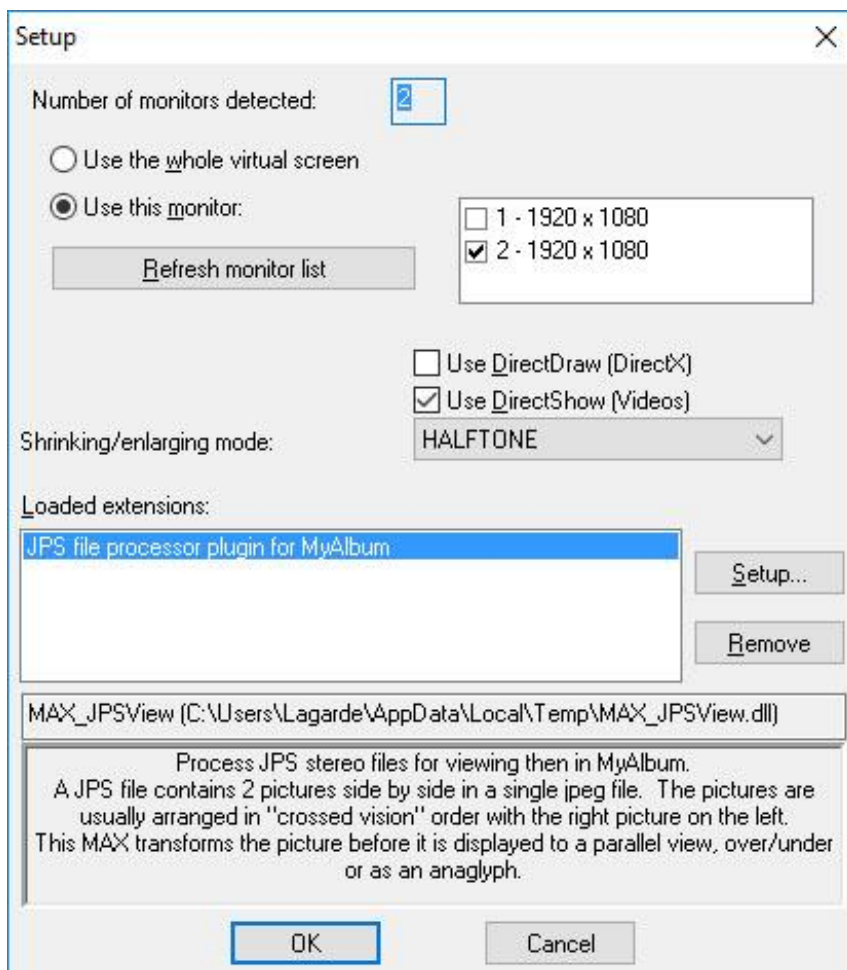 Setup
Number of monitors detected: 2
Use the whole virtual screen
Use this monitor:
1 - 1920 x 1080
2 - 1920 x 1080
Refresh monitor list
Use DirectDraw (DirectX)
Use DirectShow (Videos)
Shrinking/enlarging mode: HALFTONE
Loaded extensions:
JPS file processor plugin for MyAlbum
Setup...
Remove
MAX_JPSView (C:\Users\Lagarde\AppData\Local\Temp\MAX_JPSView.dll)
Process JPS stereo files for viewing then in MyAlbum.
A JPS file contains 2 pictures side by side in a single jpeg file. The pictures are
usually arranged in "crossed vision" order with the right picture on the left.
This MAX transforms the picture before it is displayed to a parallel view, over/under
or as an anaglyph.
OK Cancel